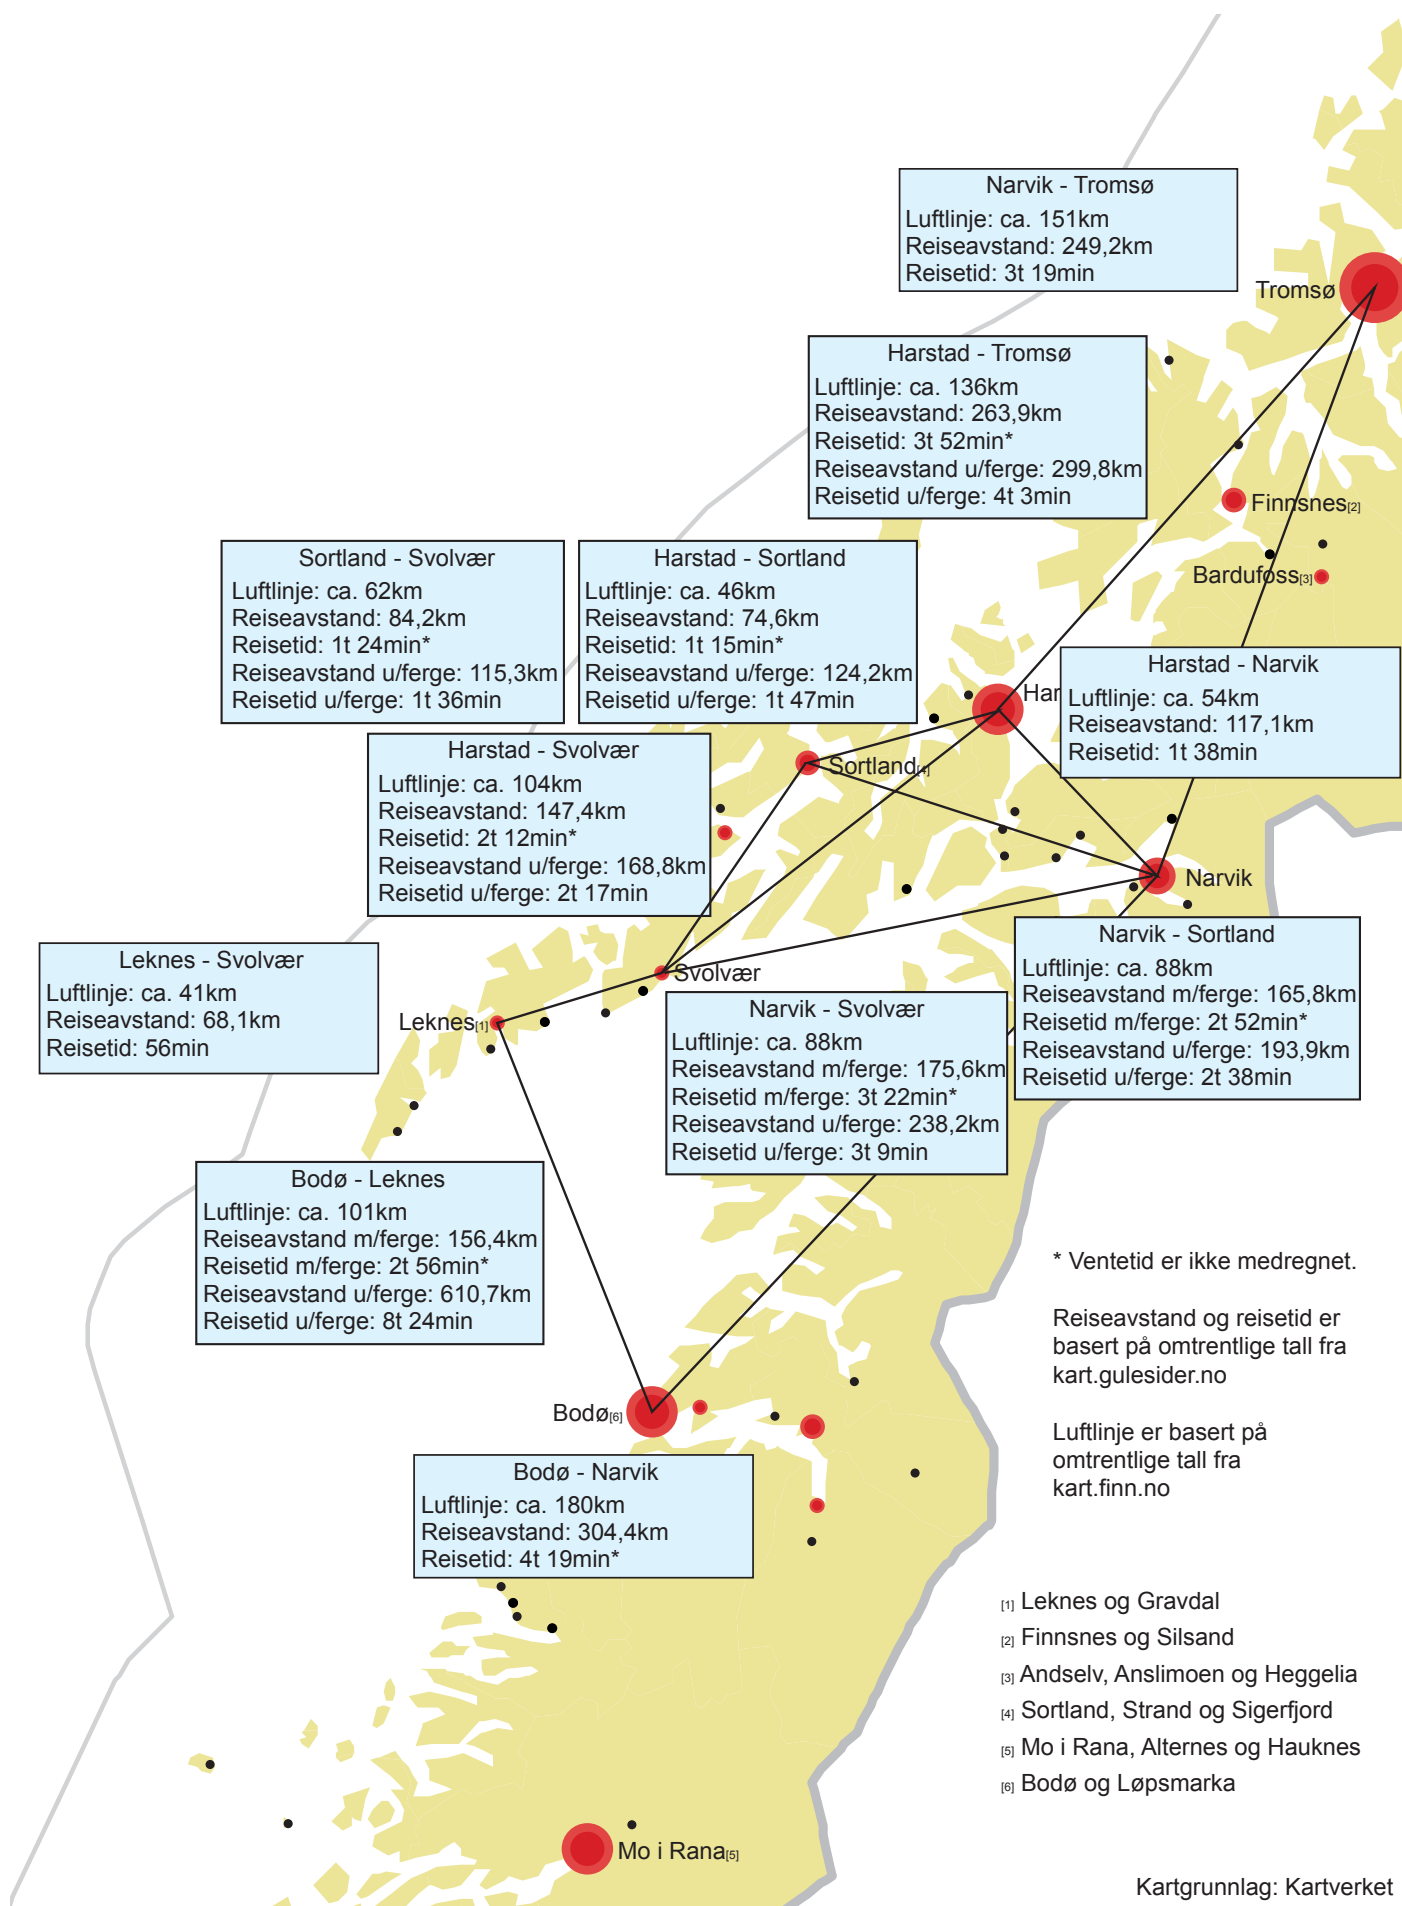 Narvik - Tromsø
Luftlinje: ca. 151km
Reiseavstand: 249,2km
Reisetid: 3t 19min
Tromsø
Harstad - Tromsø
Luftlinje: ca. 136km
Reiseavstand: 263,9km
Reisetid: 3t 52min*
Reiseavstand u/ferge: 299,8km
Reisetid u/ferge: 4t 3min
Finnsnes[2]
Bardufoss[3]
Sortland - Svolvær
Luftlinje: ca. 62km
Reiseavstand: 84,2km
Reisetid: 1t 24min*
Reiseavstand u/ferge: 115,3km
Reisetid u/ferge: 1t 36min
Harstad - Sortland
Luftlinje: ca. 46km
Reiseavstand: 74,6km
Reisetid: 1t 15min*
Reiseavstand u/ferge: 124,2km
Reisetid u/ferge: 1t 47min
Har
Harstad - Narvik
Luftlinje: ca. 54km
Reiseavstand: 117,1km
Reisetid: 1t 38min
Harstad - Svolvær
Luftlinje: ca. 104km
Reiseavstand: 147,4km
Reisetid: 2t 12min*
Reiseavstand u/ferge: 168,8km
Reisetid u/ferge: 2t 17min
Sortland[4]
Narvik
Leknes - Svolvær
Luftlinje: ca. 41km
Reiseavstand: 68,1km
Reisetid: 56min
Svolvær
Leknes[1]
Narvik - Svolvær
Luftlinje: ca. 88km
Reiseavstand m/ferge: 175,6km
Reisetid m/ferge: 3t 22min*
Reiseavstand u/ferge: 238,2km
Reisetid u/ferge: 3t 9min
Narvik - Sortland
Luftlinje: ca. 88km
Reiseavstand m/ferge: 165,8km
Reisetid m/ferge: 2t 52min*
Reiseavstand u/ferge: 193,9km
Reisetid u/ferge: 2t 38min
Bodø - Leknes
Luftlinje: ca. 101km
Reiseavstand m/ferge: 156,4km
Reisetid m/ferge: 2t 56min*
Reiseavstand u/ferge: 610,7km
Reisetid u/ferge: 8t 24min
* Ventetid er ikke medregnet.
Reiseavstand og reisetid er
basert på omtrentlige tall fra
kart.gulesider.no
Luftlinje er basert på
omtrentlige tall fra
kart.finn.no
Bodø[6]
Bodø - Narvik
Luftlinje: ca. 180km
Reiseavstand: 304,4km
Reisetid: 4t 19min*
[1] Leknes og Gravdal
[2] Finnsnes og Silsand
[3] Andselv, Anslimoen og Heggelia
[4] Sortland, Strand og Sigerfjord
[5] Mo i Rana, Alternes og Hauknes
[6] Bodø og Løpsmarka
Mo i Rana[5]
Kartgrunnlag: Kartverket